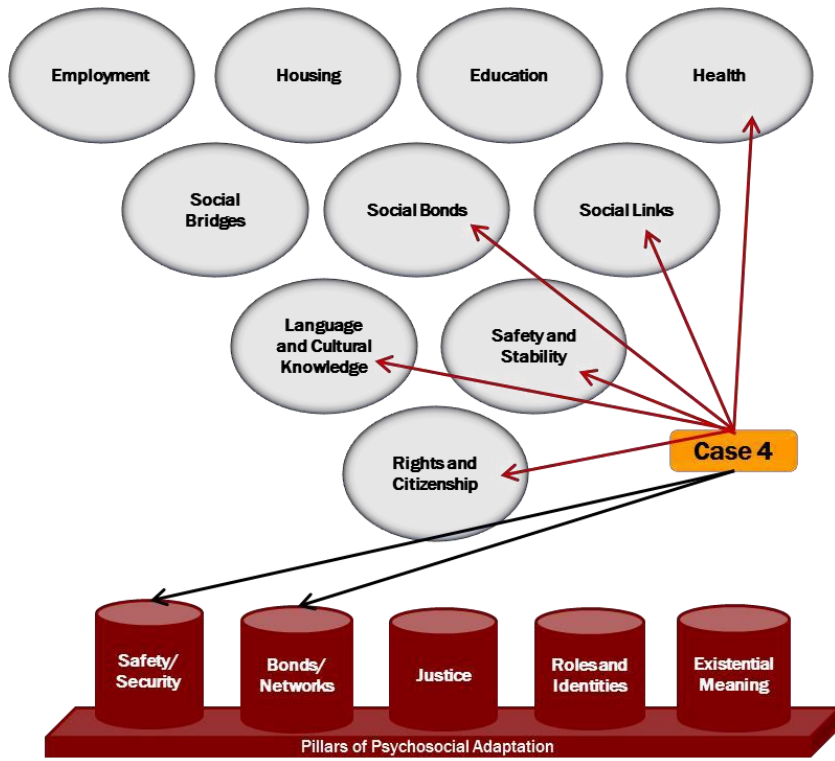 Employment
Housing
Education
Health
Social
Bridges
Social Bonds
Social Links
Language
and Cultural
Knowledge
Safety and
Stability
Rights and
Citizenship
Case 4
Safety/
Security
Bonds/
Networks
Justice
Roles and
Identities
Existential
Meaning
Pillars of Psychosocial Adaptation